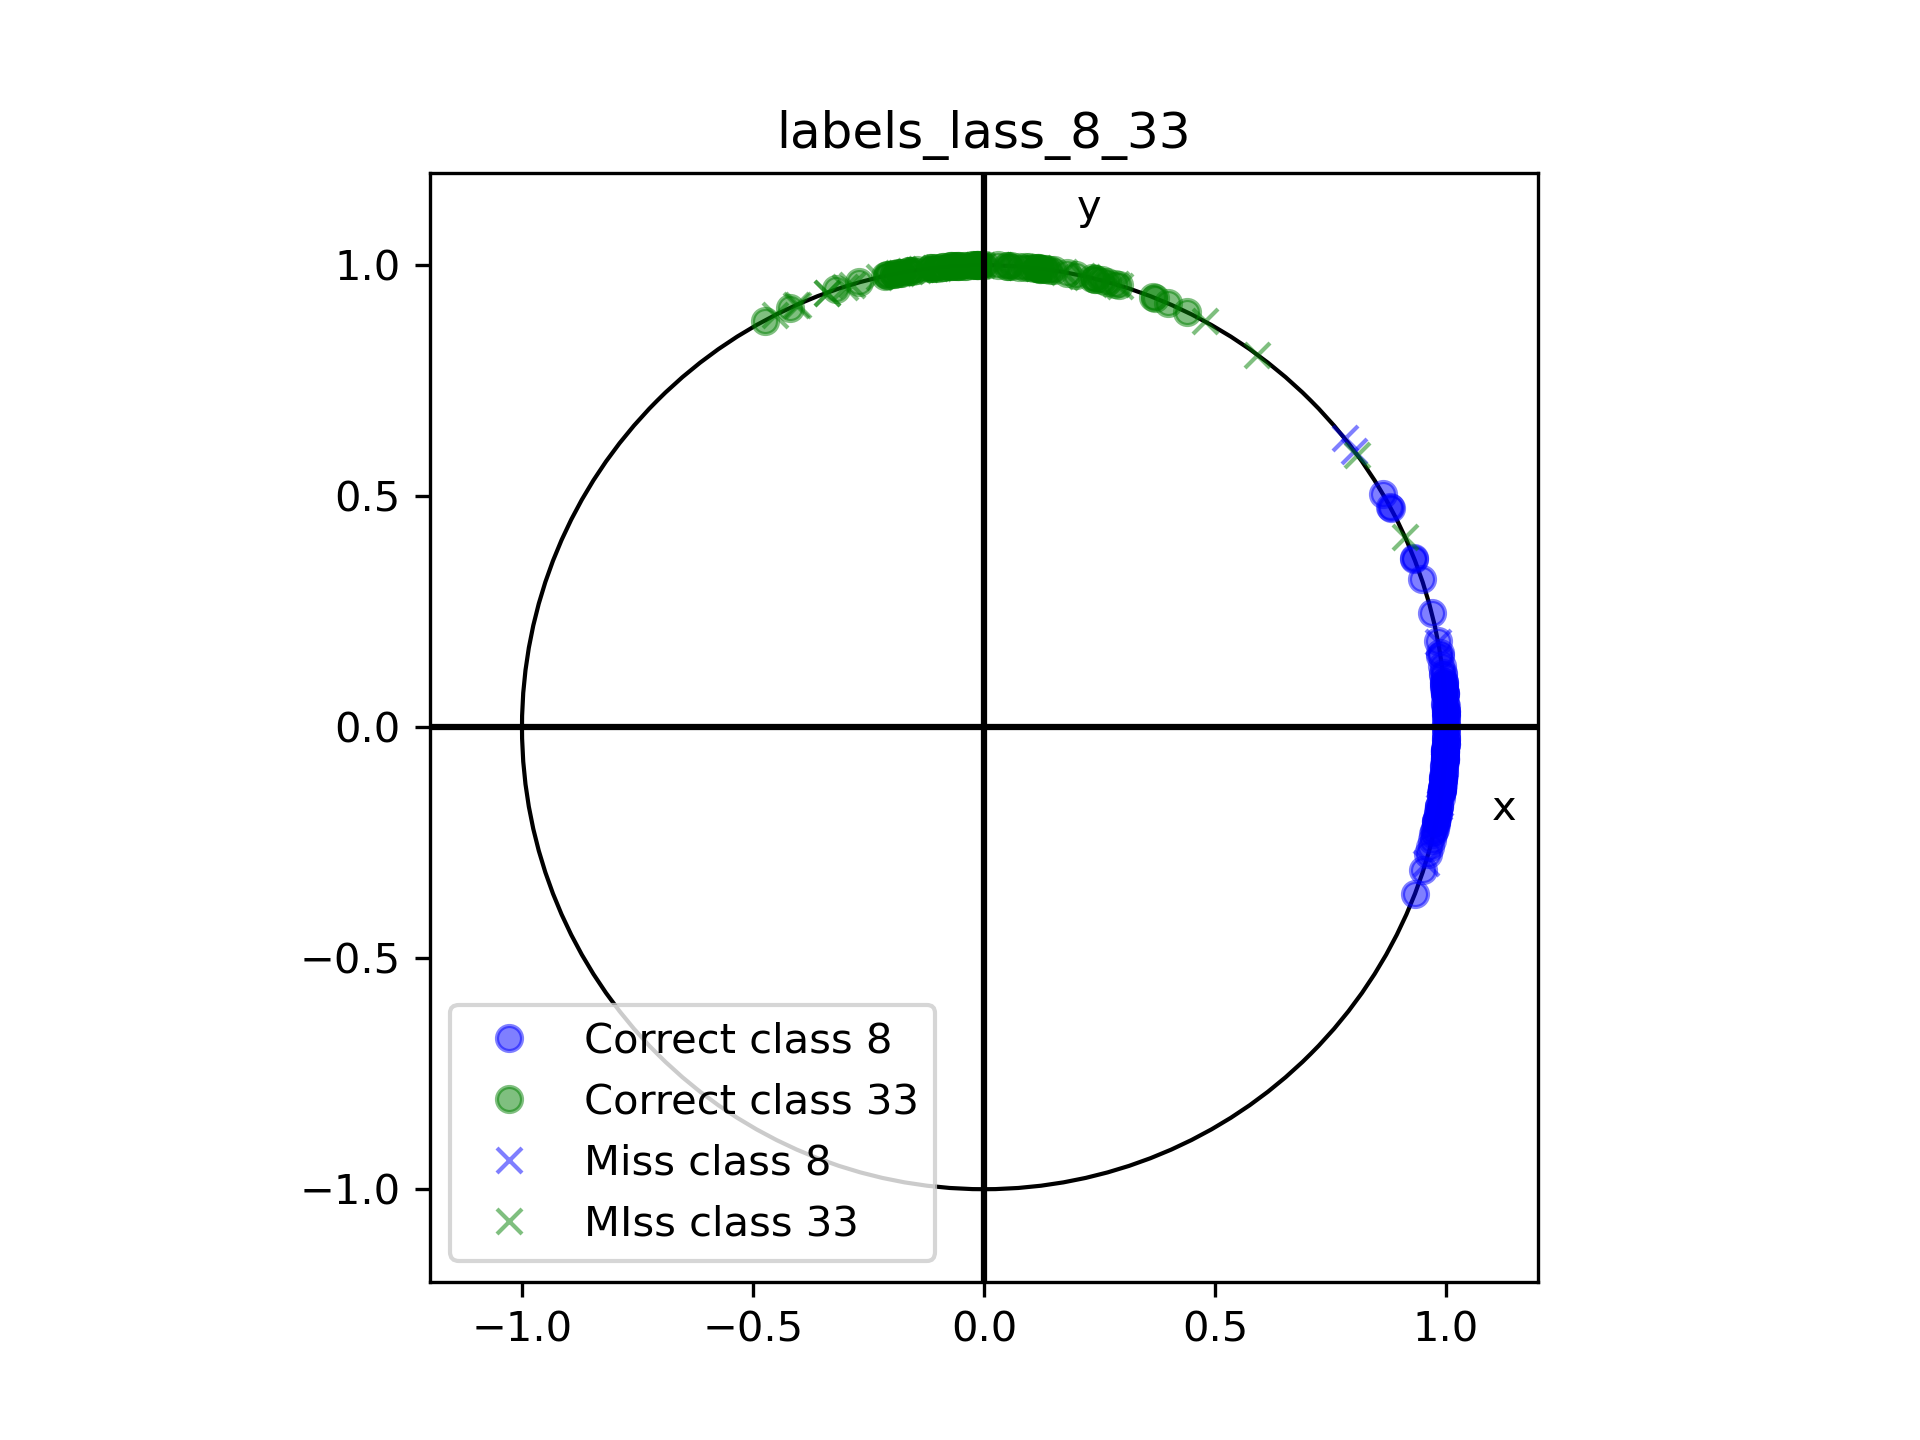 labels_lass_8_33
y
1.0
0.5
0.0
x
−0.5
−1.0
Correct class 8
Correct class 33
Miss class 8
MIss class 33
−1.0 −0.5 0.0 0.5 1.0